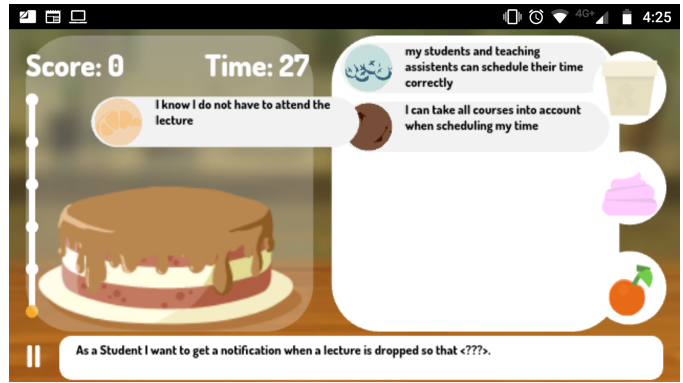 4G+ 4:25
Score: 0 Time: 27
my students and teaching
assistents can schedule their time
correctly
I know I do not have to attend the
lecture
I can take all courses into account
when scheduling my time
As a Student I want to get a notification when a lecture is dropped so that <???>.